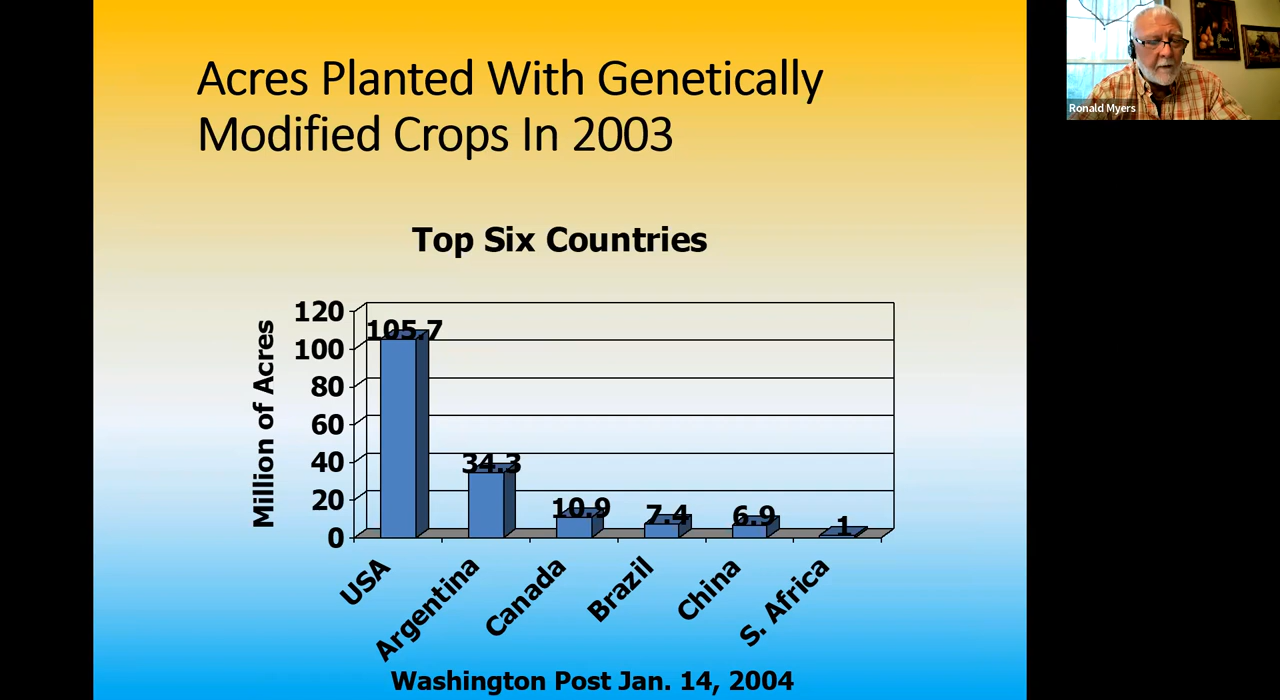 Acres Planted With Genetically
Modified Crops In 2003
Ronald Myers
Top Six Countries
Million of Acres
120
100
80
60
40
20
0
105.7
34.3
10.9
7.4
6.9
1
USA
Argentina
Canada
Brazil
China
S. Africa
Washington Post Jan. 14, 2004